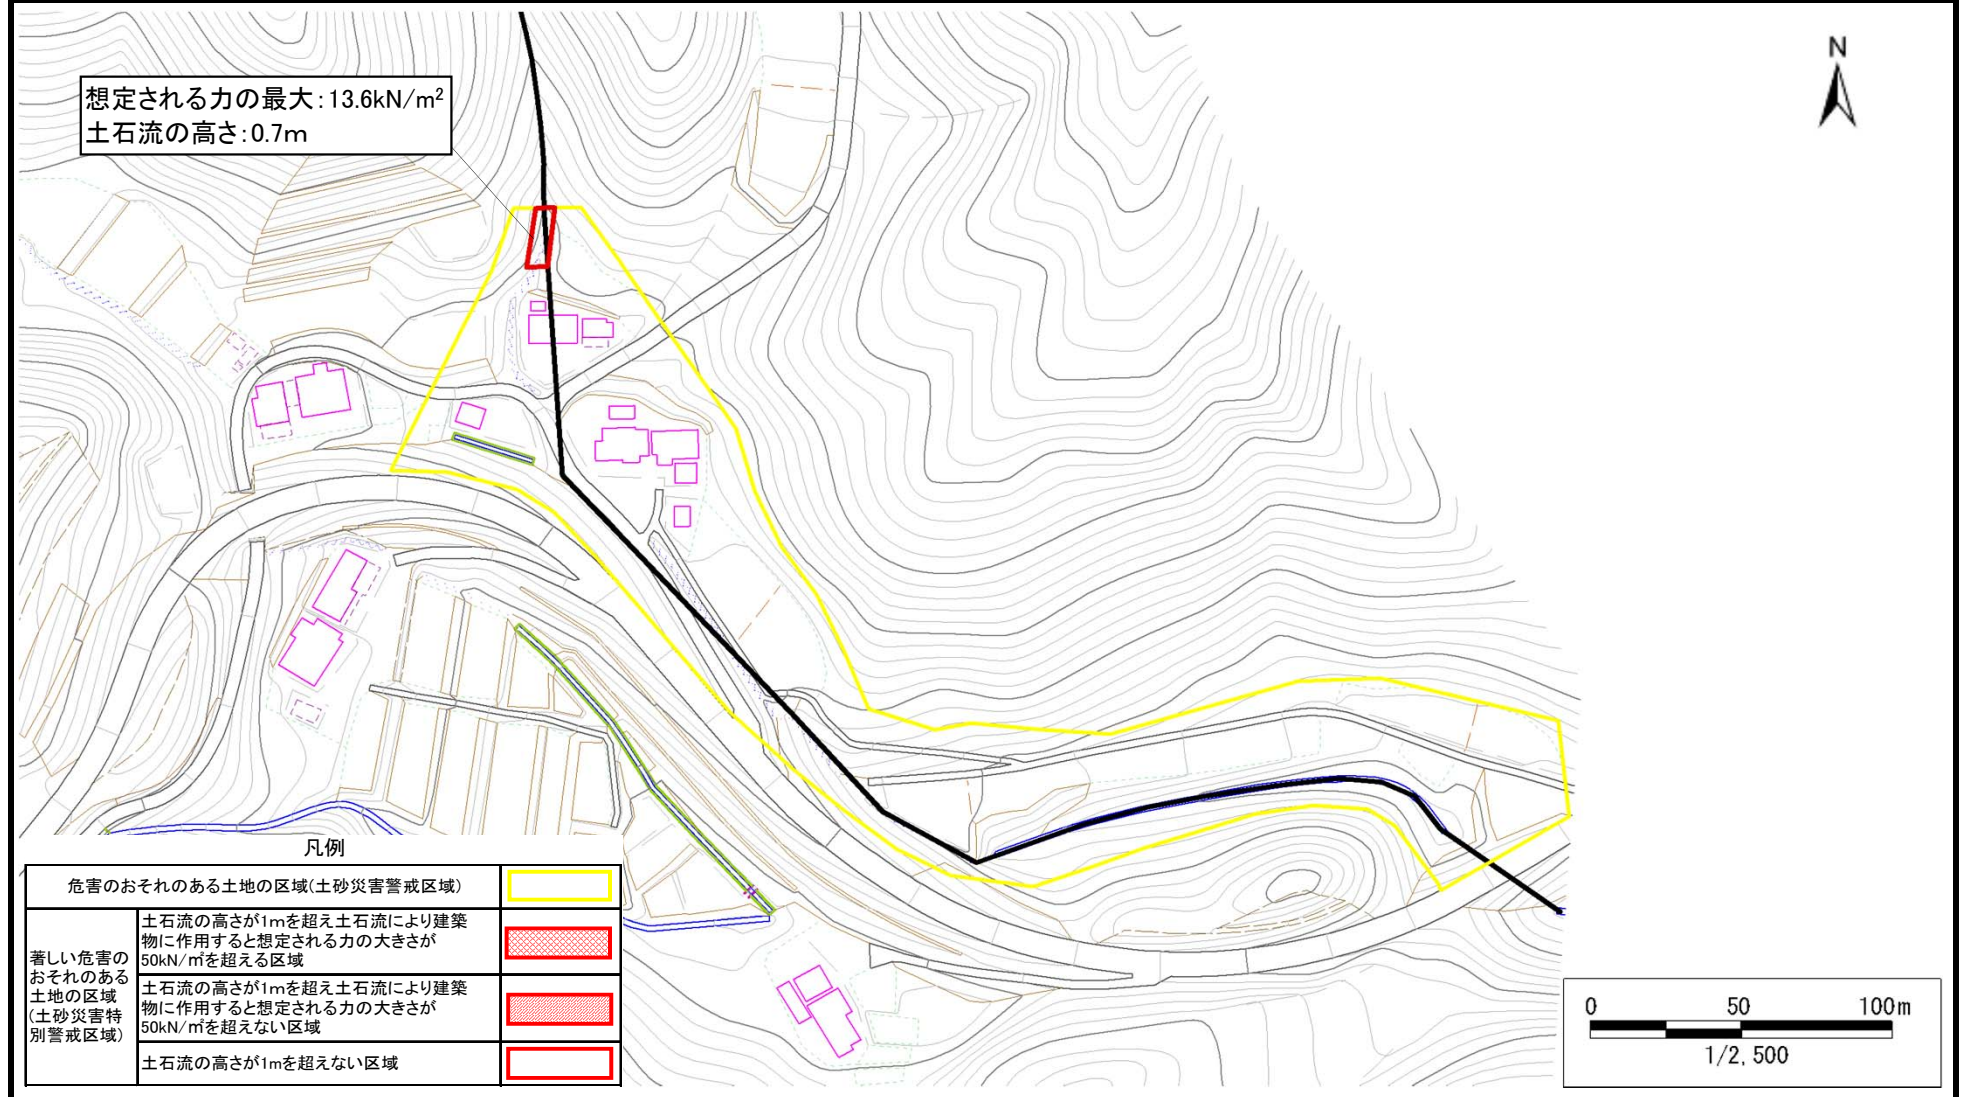 想定される力の最大：13.6kN/m²
土石流の高さ：0.7m
N
凡例
危害のおそれのある土地の区域(土砂災害警戒区域)
著しい危害の
おそれのある
土地の区域
(土砂災害特
別警戒区域)
土石流の高さが1mを超え土石流により建築
物に作用すると想定される力の大きさが
50kN/㎡を超える区域
土石流の高さが1mを超え土石流により建築
物に作用すると想定される力の大きさが
50kN/㎡を超えない区域
土石流の高さが1mを超えない区域
0 50 100m
1/2,500